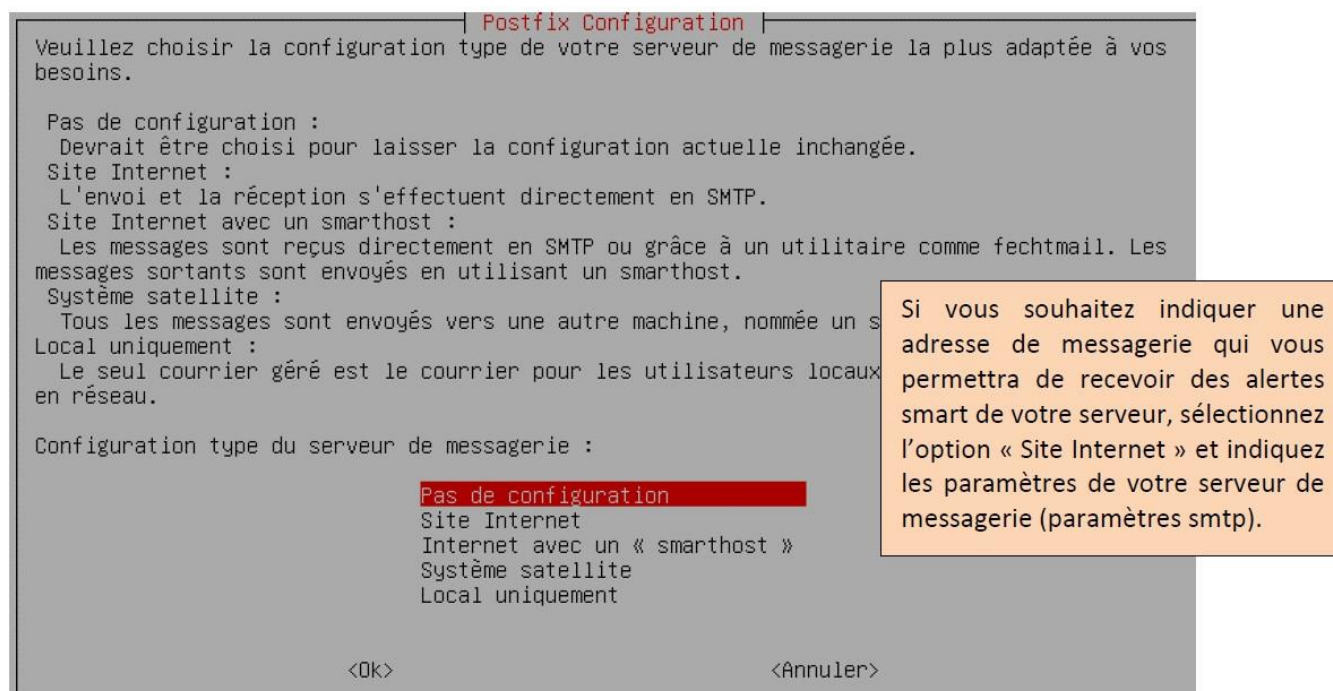 Postfix Configuration
Veuillez choisir la configuration type de votre serveur de messagerie la plus adaptée à vos
besoins.
Pas de configuration :
Devrait être choisi pour laisser la configuration actuelle inchangée.
Site Internet :
L'envoi et la réception s'effectuent directement en SMTP.
Site Internet avec un smarthost :
Les messages sont reçus directement en SMTP ou grâce à un utilitaire comme fechtmail. Les
messages sortants sont envoyés en utilisant un smarthost.
Système satellite :
Tous les messages sont envoyés vers une autre machine, nommée un s
Local uniquement :
Le seul courrier géré est le courrier pour les utilisateurs locaux
en réseau.
Configuration type du serveur de messagerie :
Pas de configuration
Site Internet
Internet avec un « smarthost »
Système satellite
Local uniquement
<Ok> <Annuler>
Si vous souhaitez indiquer une
adresse de messagerie qui vous
permettra de recevoir des alertes
smart de votre serveur, sélectionnez
l'option « Site Internet » et indiquez
les paramètres de votre serveur de
messagerie (paramètres smtp).